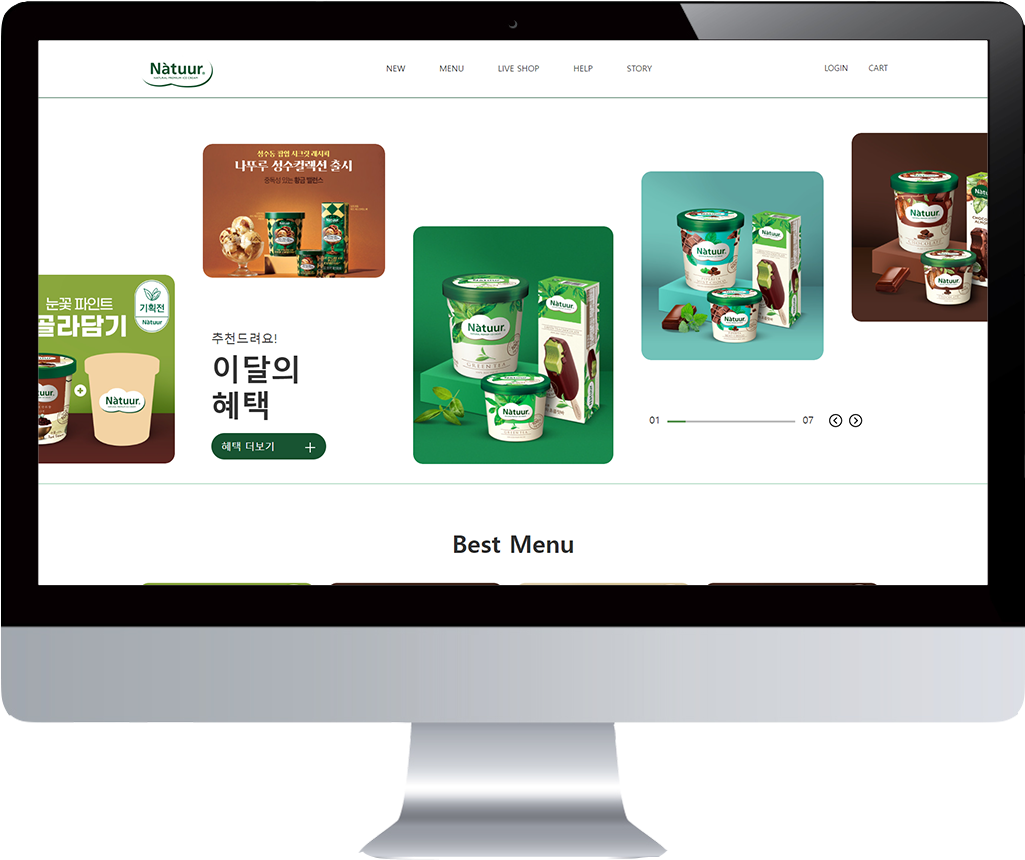 Nàtuur
NATURAL PREMIUM ICE CREAM
NEW
MENU
LIVE SHOP
HELP
STORY
LOGIN
CART
성수동 팝업 시크릿 레시피
나뚜루 성수컬렉션 출시
중독성 있는 황금 밸런스
Nàtuur
눈꽃 파인트
골라담기
기획전
Nàtuur
+
Nàtuur.
추천드려요!
이달의
혜택
혜택 더보기
Nàtuur.
GREEN TEA
Nàtuur.
Nàtuur.
Nàtuur.
Nàtuur.
Nàtuur.
Nàtuur.
Nàtuur.
Nàtuur.
01
07
Best Menu